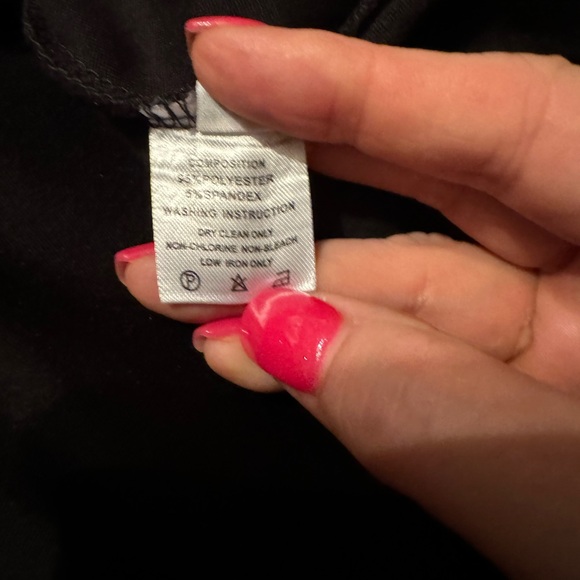 COMPOSITION
95%POLYESTER
5%SPANDEX
WASHING INSTRUCTION
DRY CLEAN ONLY
NON-CHLORINE NON-BLEACH
LOW IRON ONLY
P